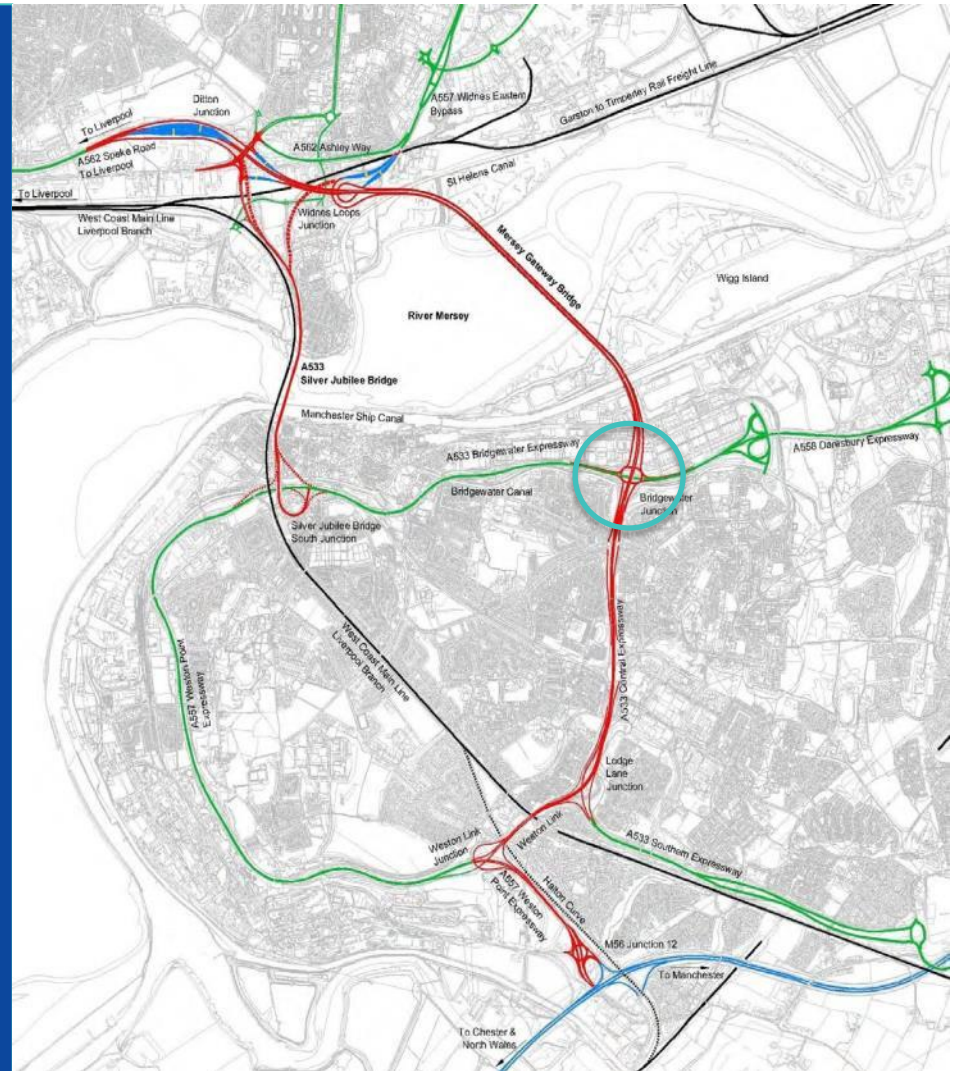 Ditton
Junction
To Liverpool
A562 Speke Road
To Liverpool
A562 Ashley Way
A557 Widnes Eastern
Bypass
Garston to Timperley Rail Freight Line
St Helens Canal
To Liverpool
West Coast Main Line
Liverpool Branch
Widnes Loops
Junction
Mersey Gateway Bridge
Wigg Island
River Mersey
A533
Silver Jubilee Bridge
Manchester Ship Canal
A533 Bridgewater Expressway
A558 Daresbury Expressway
Bridgewater Canal
Bridgewater
Junction
Silver Jubilee Bridge
South Junction
West Coast Main Line
Liverpool Branch
A557 Weston Point
Expressway
A533 Central Expressway
Lodge
Lane
Junction
Weston Link
Weston Link
Junction
A533 Southern Expressway
A557 Weston
Point Expressway
Halton Curve
M56 Junction 12
To Manchester
To Chester &
North Wales